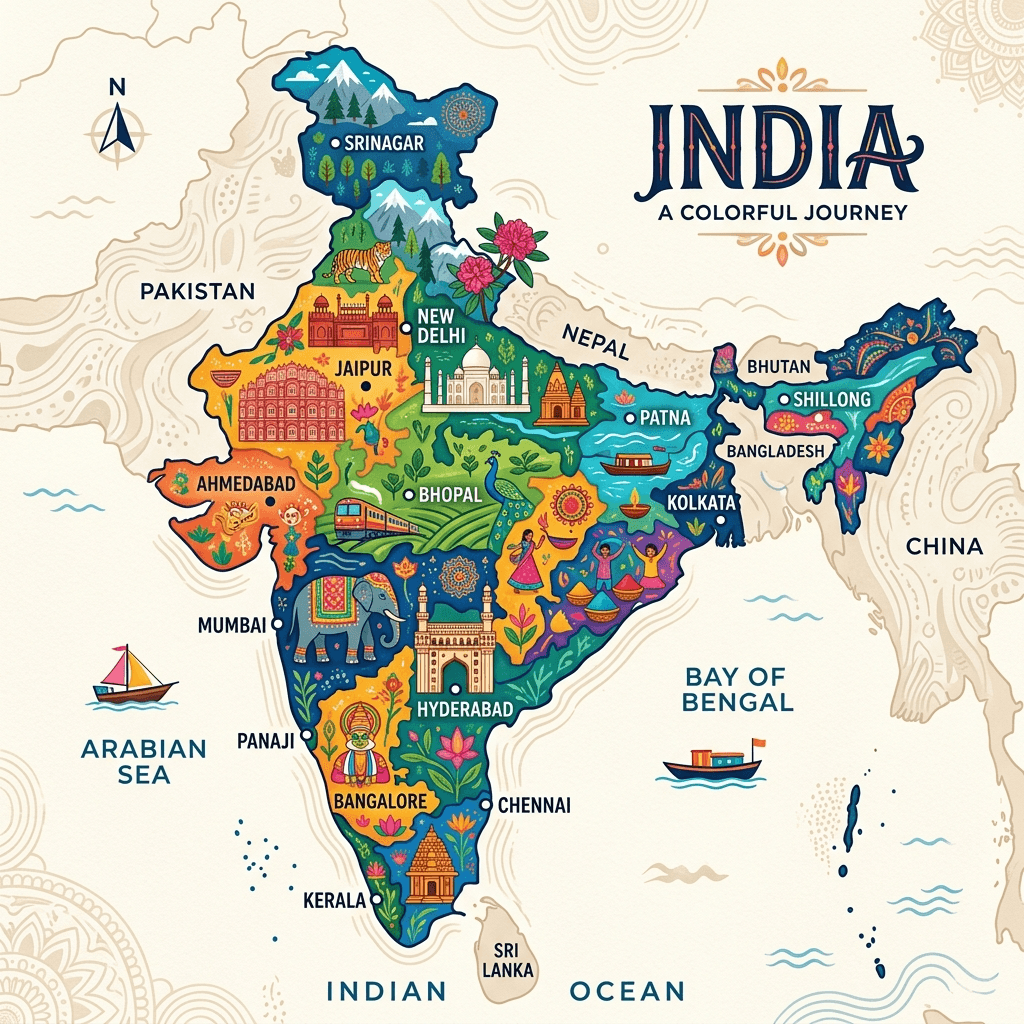 N
INDIA
A COLORFUL JOURNEY
SRINAGAR
PAKISTAN
NEW
DELHI
NEPAL
JAIPUR
BHUTAN
SHILLONG
PATNA
BANGLADESH
AHMEDABAD
BHOPAL
KOLKATA
CHINA
MUMBAI
BAY OF
BENGAL
HYDERABAD
PANAJI
ARABIAN
SEA
BANGALORE
CHENNAI
KERALA
SRI
LANKA
INDIAN OCEAN